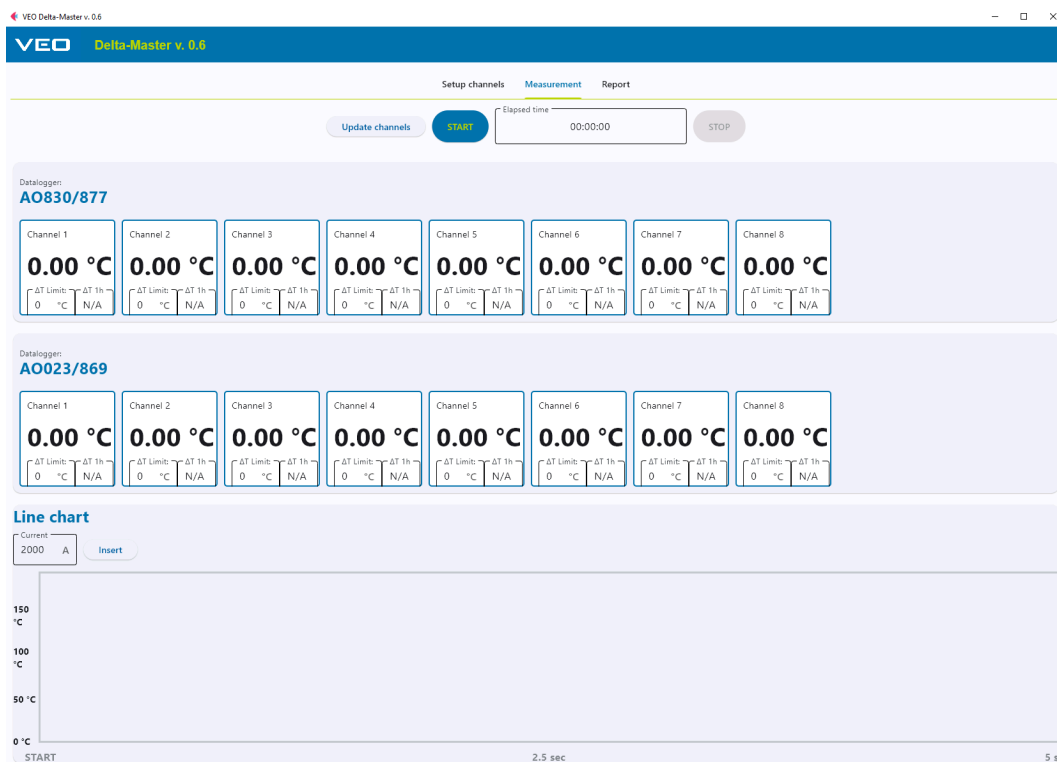 VEO Delta-Master v. 0.6
VEO Delta-Master v. 0.6
Setup channels Measurement Report
Elapsed time
Update channels START 00:00:00 STOP
Datalogger:
AO830/877
Channel 1 Channel 2 Channel 3 Channel 4 Channel 5 Channel 6 Channel 7 Channel 8
0.00 °C 0.00 °C 0.00 °C 0.00 °C 0.00 °C 0.00 °C 0.00 °C 0.00 °C
ΔT Limit: ΔT 1h ΔT Limit: ΔT 1h ΔT Limit: ΔT 1h ΔT Limit: ΔT 1h ΔT Limit: ΔT 1h ΔT Limit: ΔT 1h ΔT Limit: ΔT 1h ΔT Limit: ΔT 1h
0 °C N/A 0 °C N/A 0 °C N/A 0 °C N/A 0 °C N/A 0 °C N/A 0 °C N/A 0 °C N/A
Datalogger:
AO023/869
Channel 1 Channel 2 Channel 3 Channel 4 Channel 5 Channel 6 Channel 7 Channel 8
0.00 °C 0.00 °C 0.00 °C 0.00 °C 0.00 °C 0.00 °C 0.00 °C 0.00 °C
ΔT Limit: ΔT 1h ΔT Limit: ΔT 1h ΔT Limit: ΔT 1h ΔT Limit: ΔT 1h ΔT Limit: ΔT 1h ΔT Limit: ΔT 1h ΔT Limit: ΔT 1h ΔT Limit: ΔT 1h
0 °C N/A 0 °C N/A 0 °C N/A 0 °C N/A 0 °C N/A 0 °C N/A 0 °C N/A 0 °C N/A
Line chart
Current
2000 A Insert
150
°C
100
°C
50 °C
0 °C
START 2.5 sec 5 s